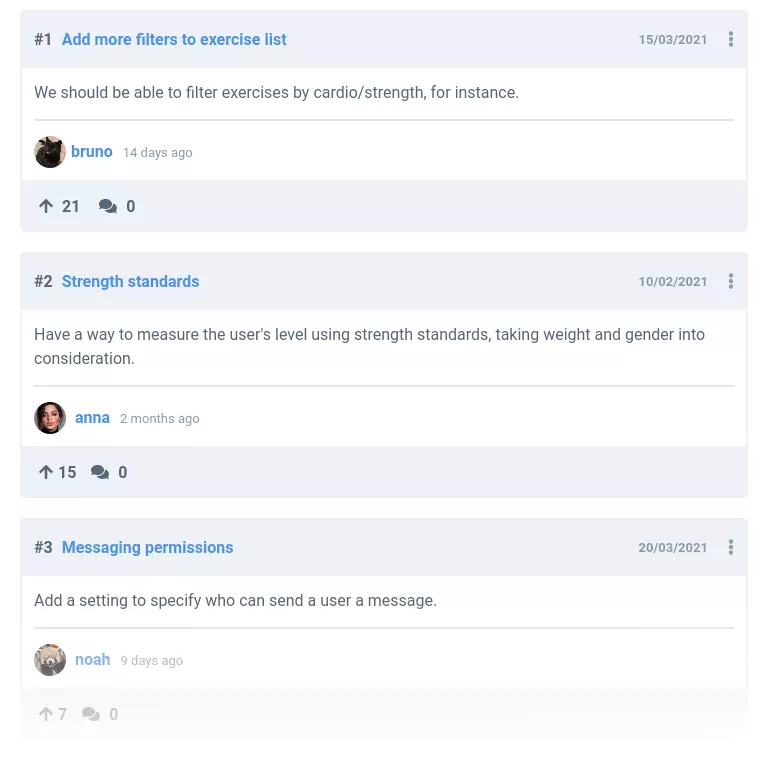 #1 Add more filters to exercise list 15/03/2021
We should be able to filter exercises by cardio/strength, for instance.
bruno 14 days ago
21 0
#2 Strength standards 10/02/2021
Have a way to measure the user's level using strength standards, taking weight and gender into
consideration.
anna 2 months ago
15 0
#3 Messaging permissions 20/03/2021
Add a setting to specify who can send a user a message.
noah 9 days ago
7 0